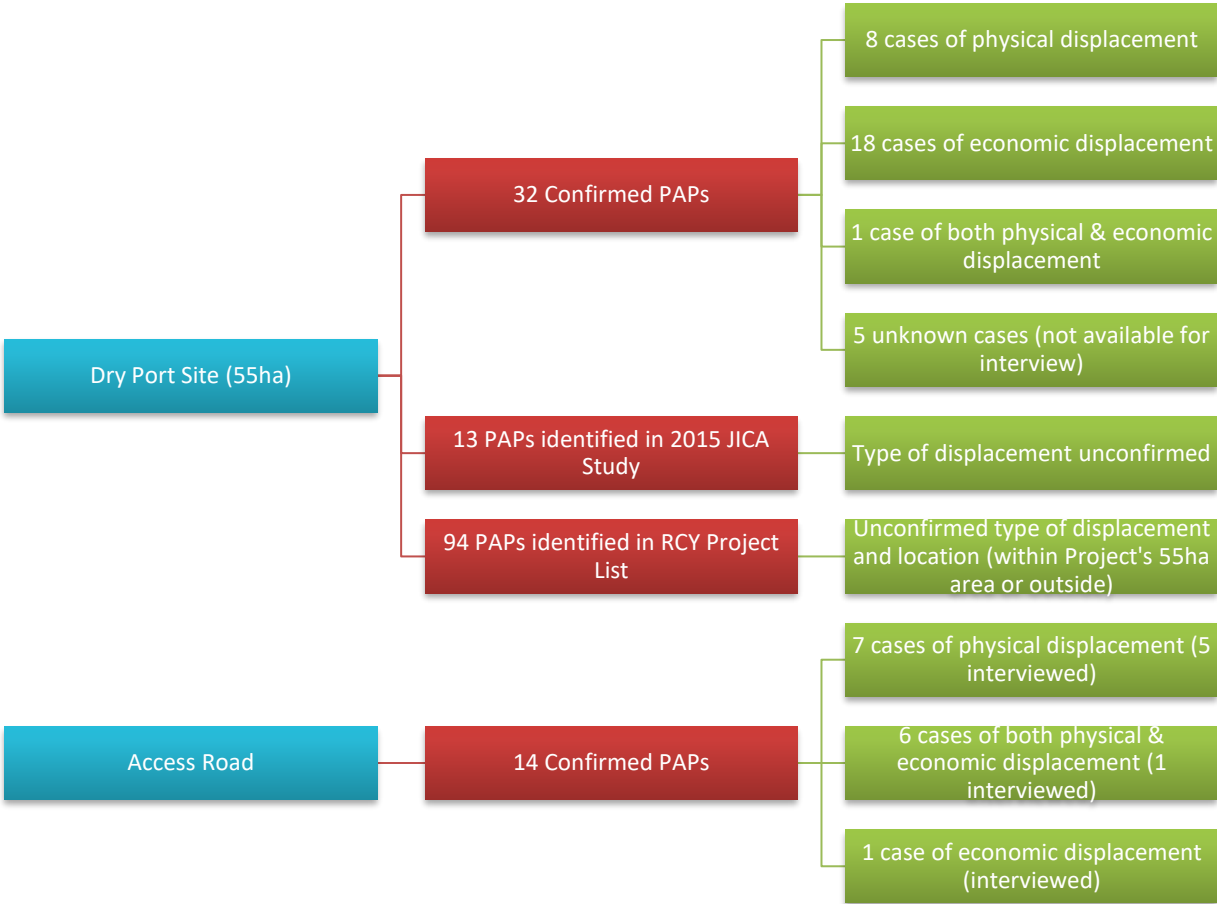 8 cases of physical displacement
18 cases of economic displacement
32 Confirmed PAPs
1 case of both physical & economic
displacement
5 unknown cases (not available for
interview)
Dry Port Site (55ha)
13 PAPs identified in 2015 JICA
Study
Type of displacement unconfirmed
94 PAPs identified in RCY Project
List
Unconfirmed type of displacement
and location (within Project's 55ha
area or outside)
7 cases of physical displacement (5
interviewed)
Access Road
14 Confirmed PAPs
6 cases of both physical &
economic displacement (1
interviewed)
1 case of economic displacement
(interviewed)